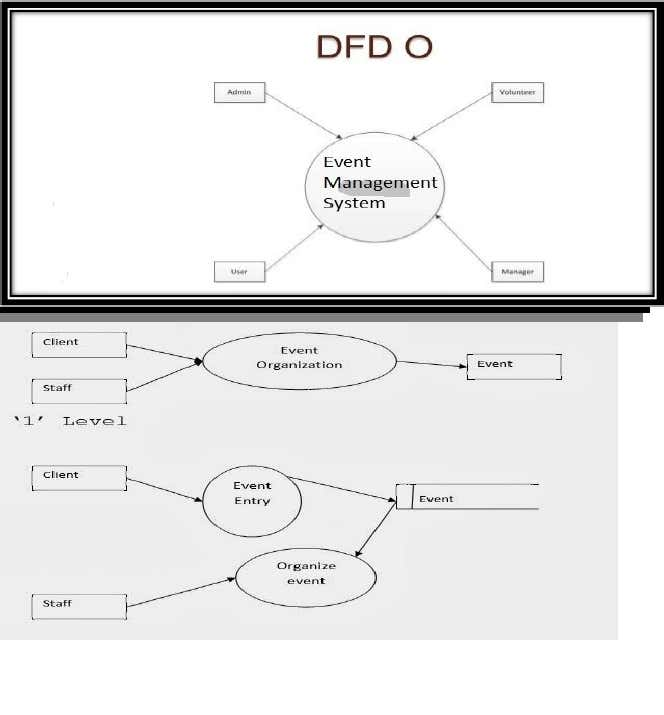 DFD O
Admin
Volunteer
Event
Management
System
User
Manager
Client
Event
Organization
Event
Staff
‘1’ Level
Client
Event
Entry
Event
Organize
event
Staff